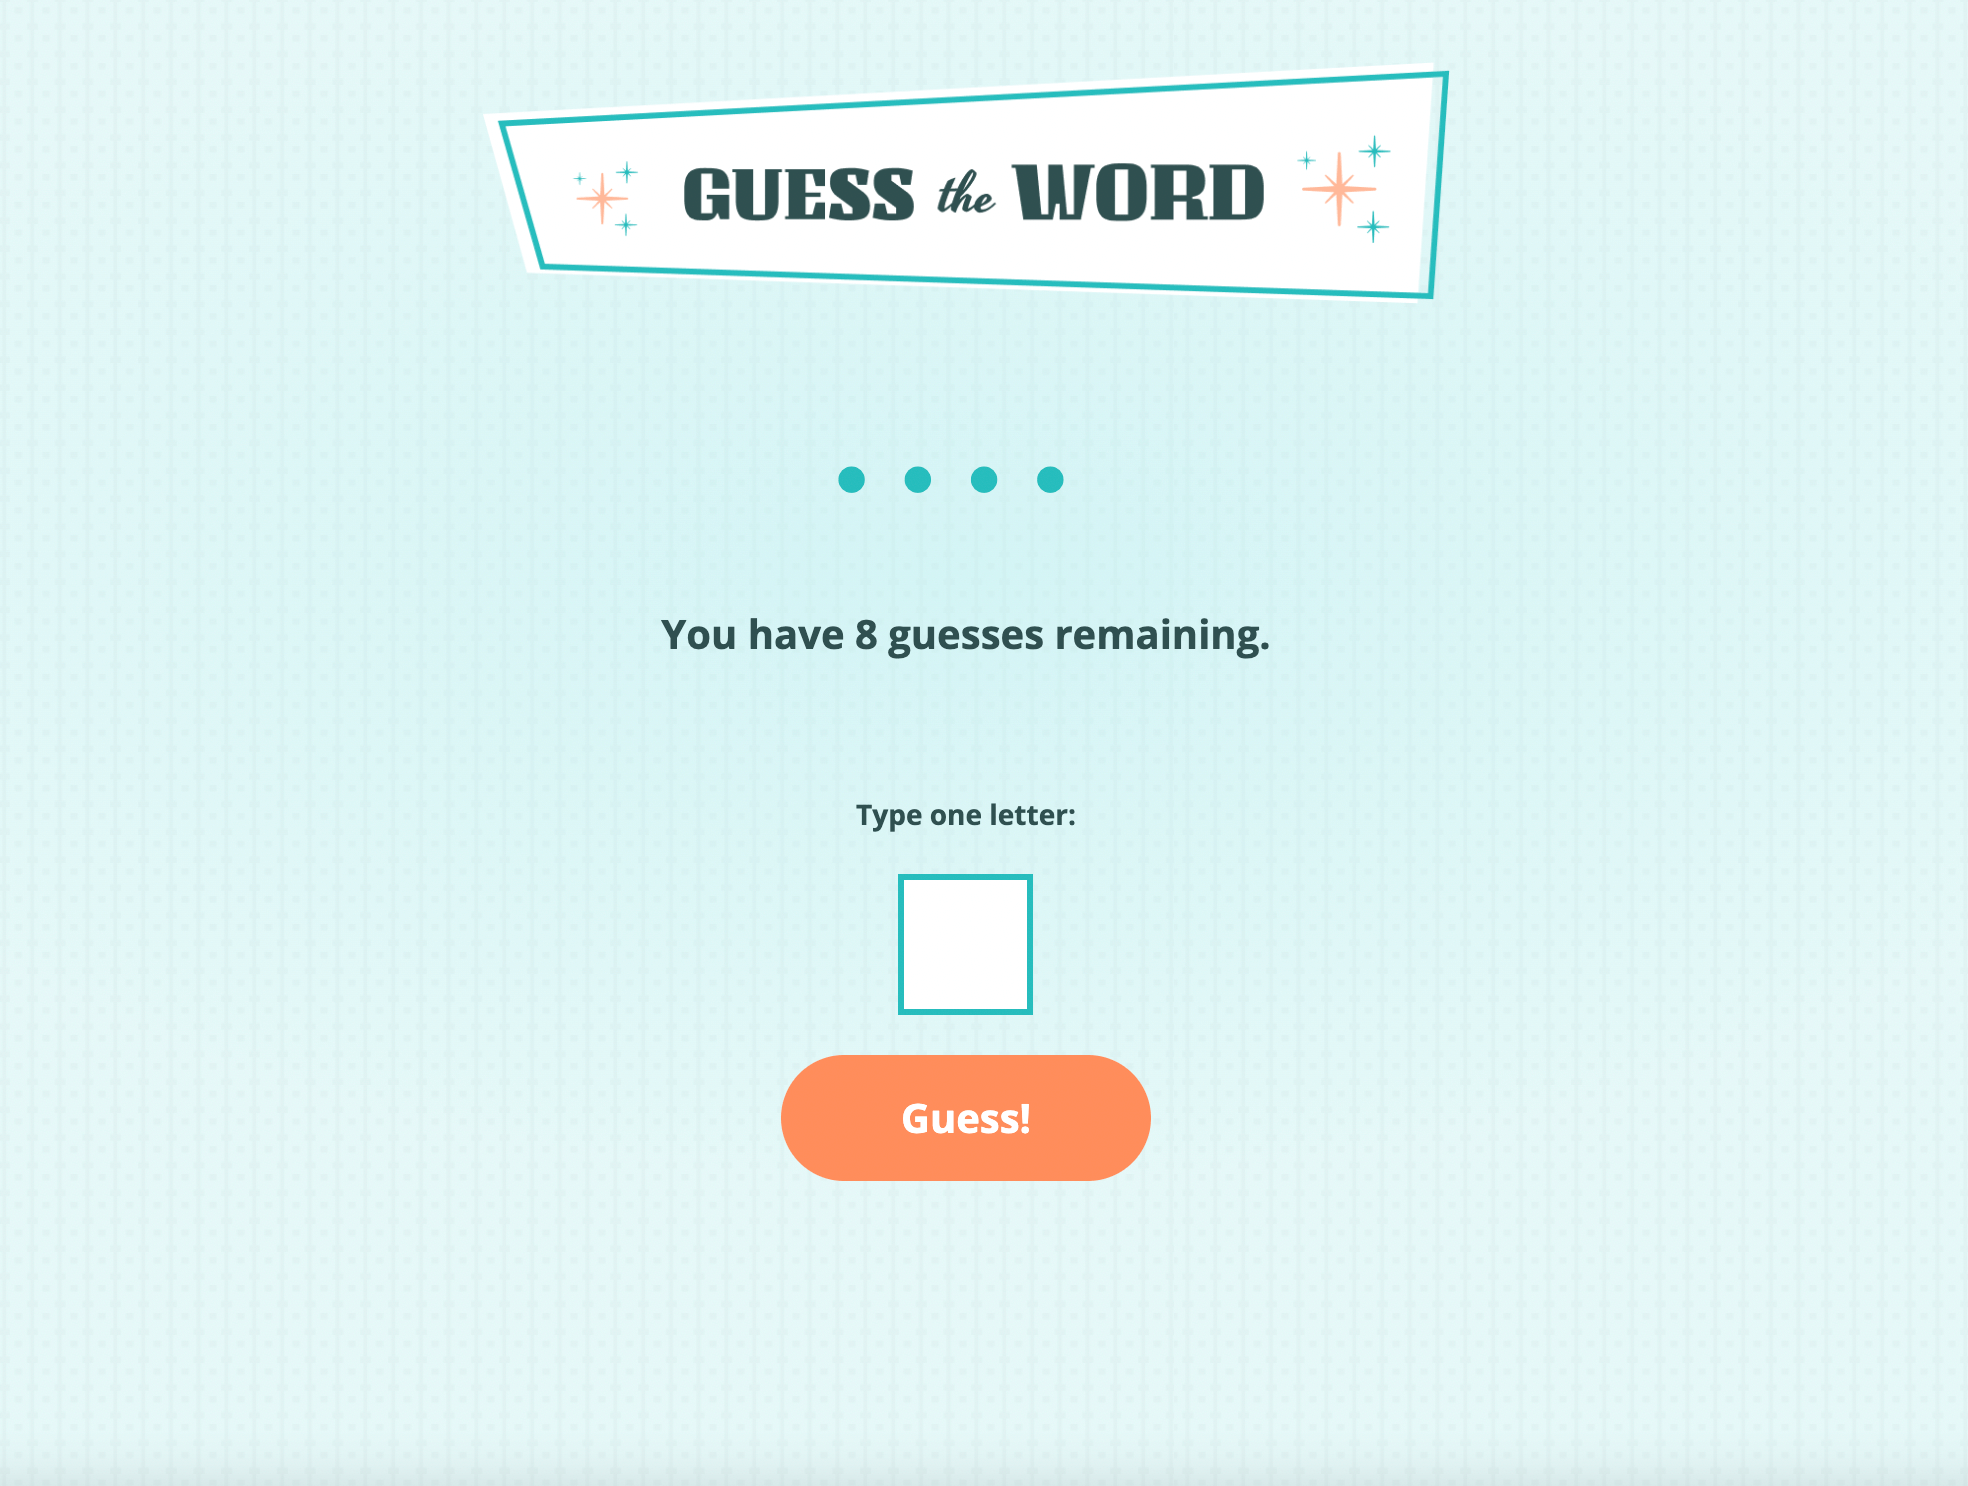 GUESS the WORD
● ● ● ●
You have 8 guesses remaining.
Type one letter:
Guess!